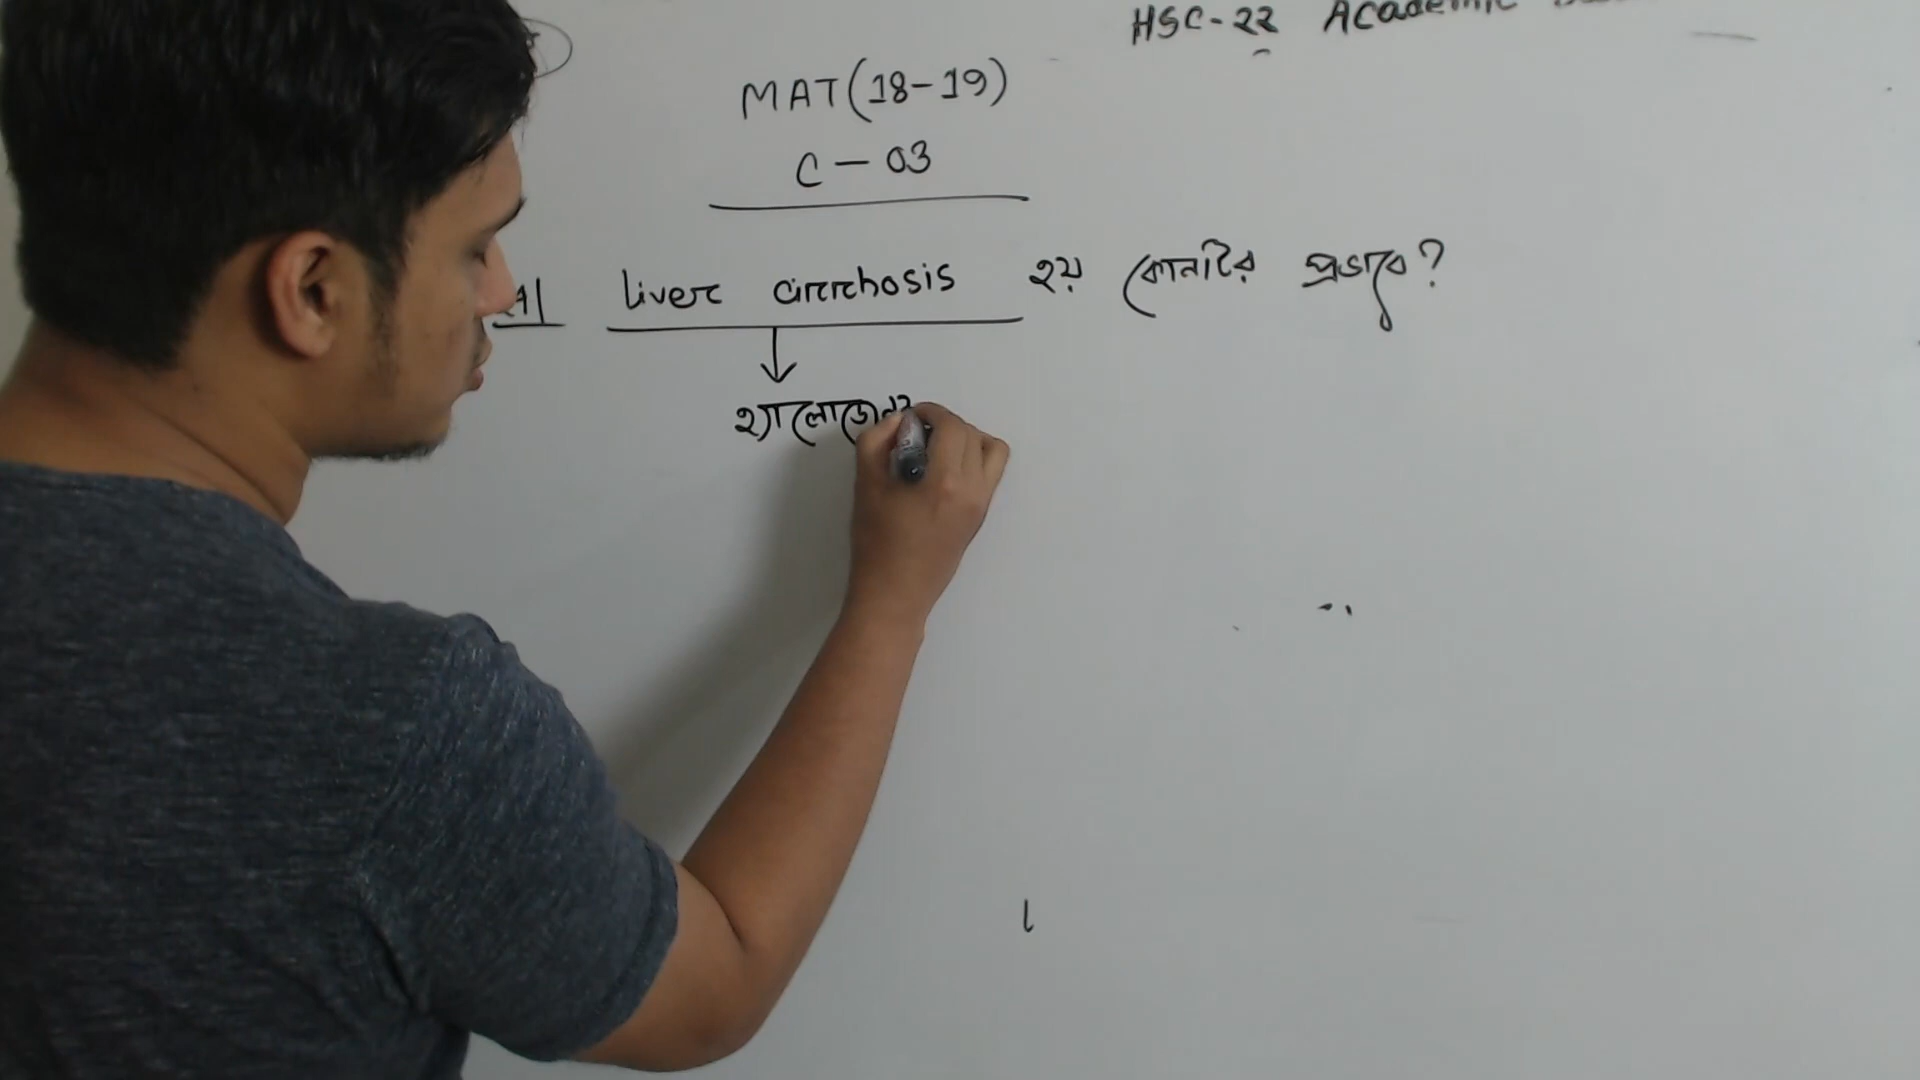 HSC-22 Academic
MAT(18-19)
C-03
liver cirrhosis হয় কোনটির প্রভাবে?
হ্যালোজেন